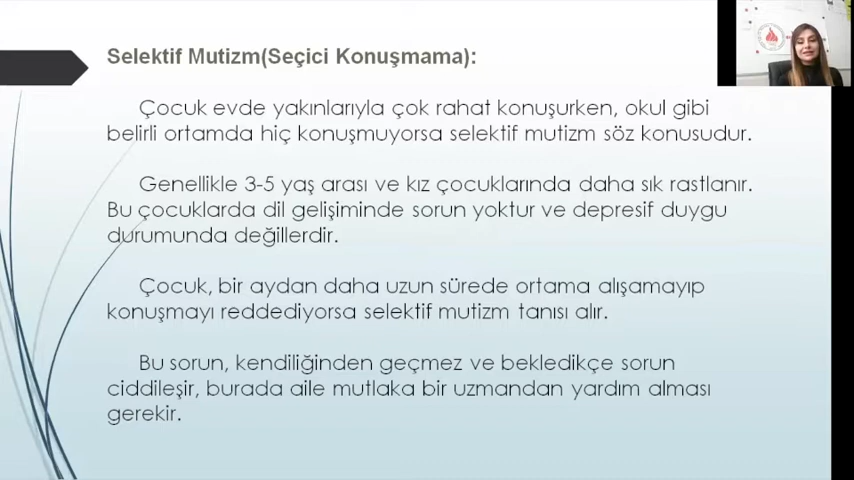 Selektif Mutizm(Seçici Konuşmama):
Çocuk evde yakınlarıyla çok rahat konuşurken, okul gibi
belirli ortamda hiç konuşmuyorsa selektif mutizm söz konusudur.
Genellikle 3-5 yaş arası ve kız çocuklarında daha sık rastlanır.
Bu çocuklarda dil gelişiminde sorun yoktur ve depresif duygu
durumunda değillerdir.
Çocuk, bir aydan daha uzun sürede ortama alışamayıp
konuşmayı reddediyorsa selektif mutizm tanısı alır.
Bu sorun, kendiliğinden geçmez ve bekledikçe sorun
ciddileşir, burada aile mutlaka bir uzmandan yardım alması
gerekir.